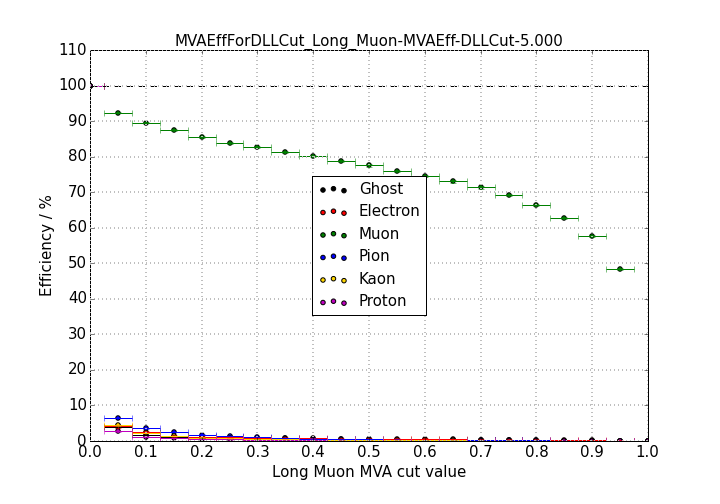 MVAEffForDLLCut_Long_Muon-MVAEff-DLLCut-5.000
110
100
90
80
70
60
50
40
30
20
10
0
Efficiency / %
Ghost
Electron
Muon
Pion
Kaon
Proton
0.0 0.1 0.2 0.3 0.4 0.5 0.6 0.7 0.8 0.9 1.0
Long Muon MVA cut value